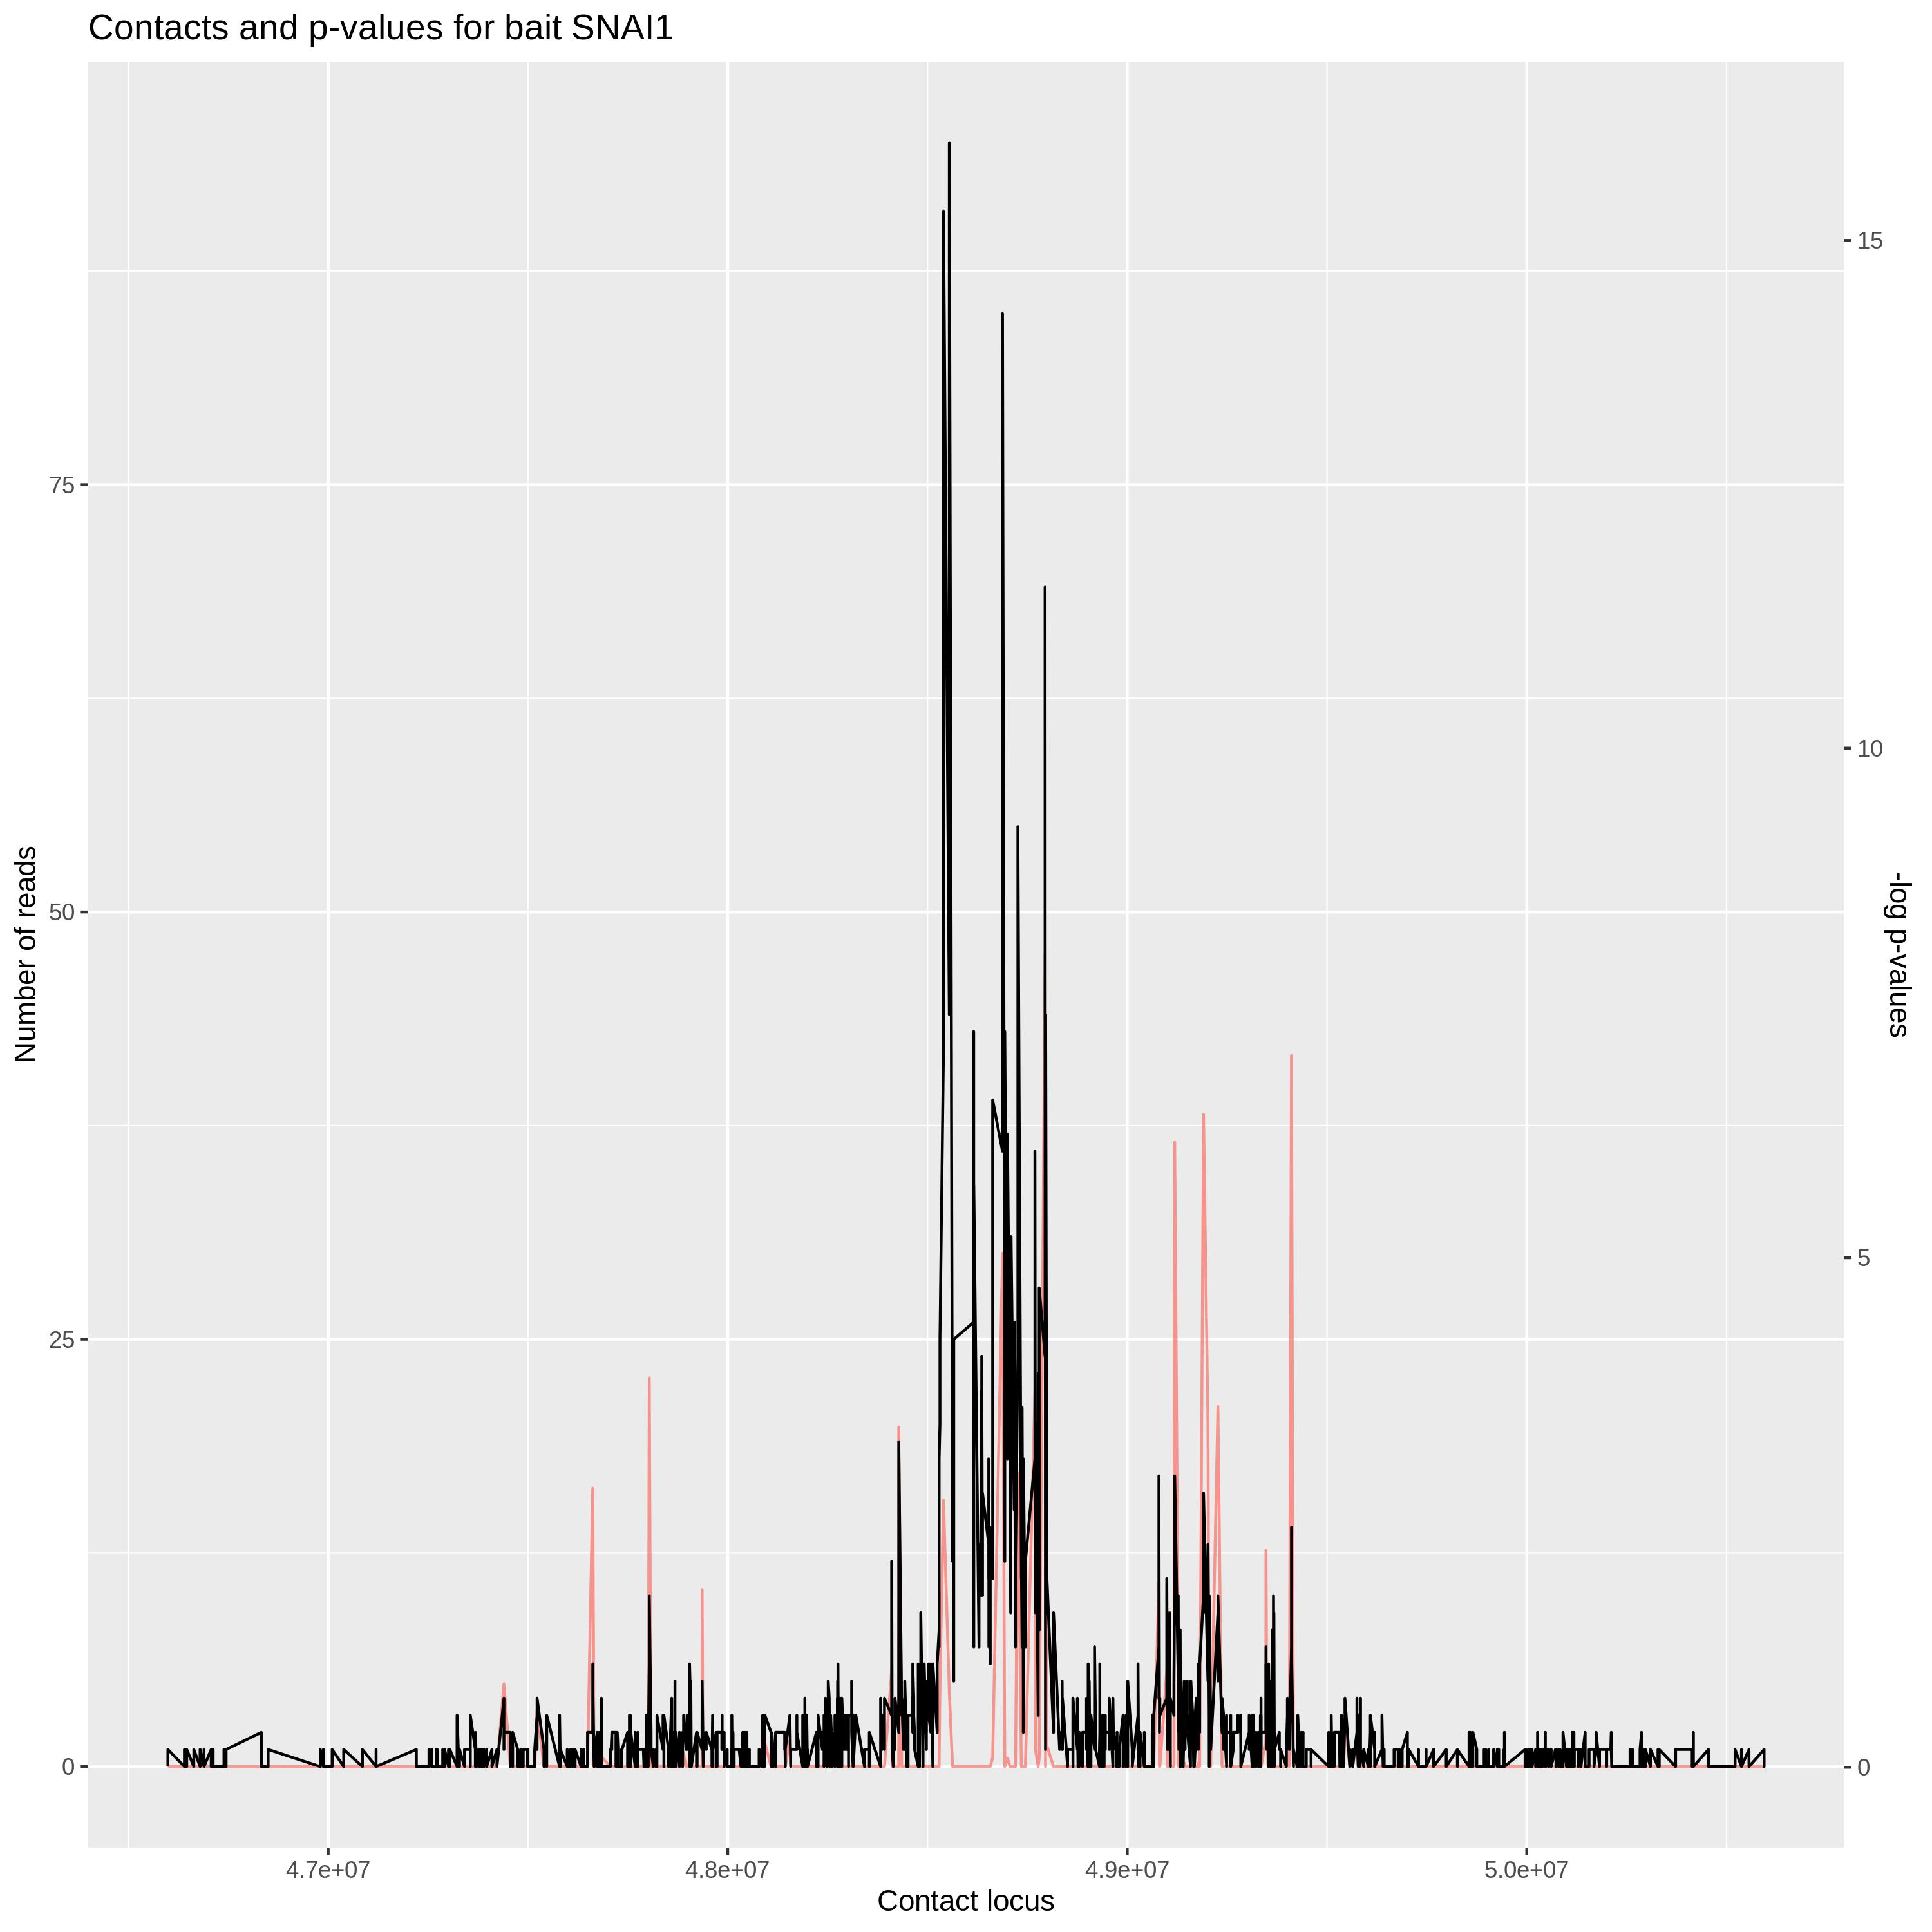 Contacts and p-values for bait SNAI1
Number of reads
75
50
25
0
15
10
5
0
-log p-values
4.7e+07
4.8e+07
4.9e+07
5.0e+07
Contact locus